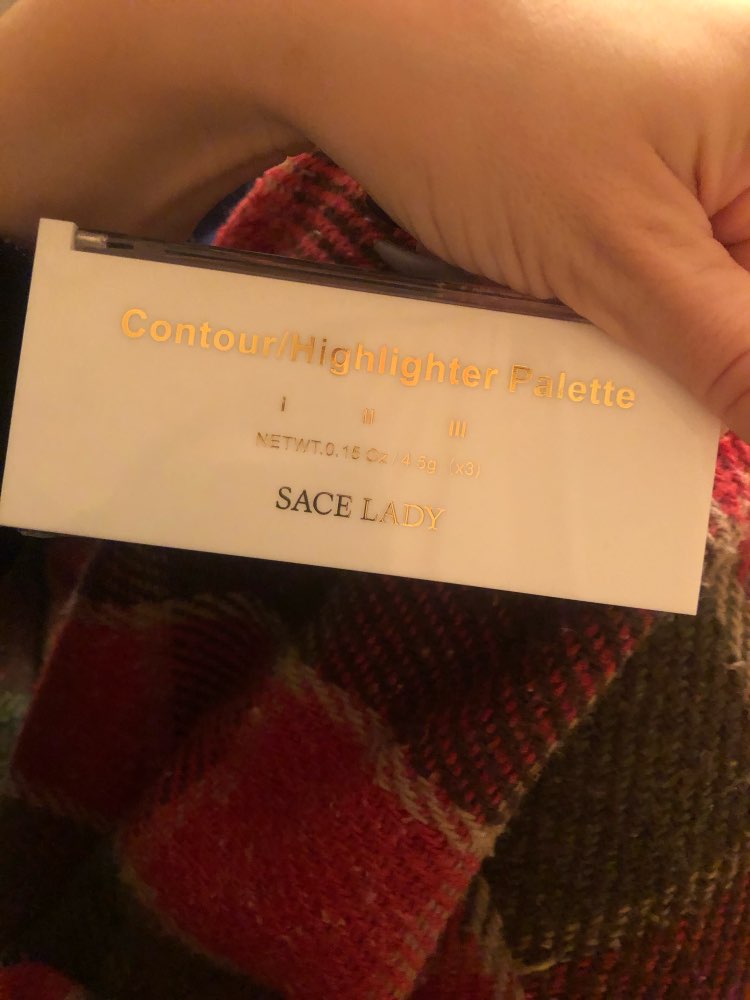 Contour/Highlighter Palette
I II III
NETWT.0.15 Oz / 4.5g (x3)
SACE LADY